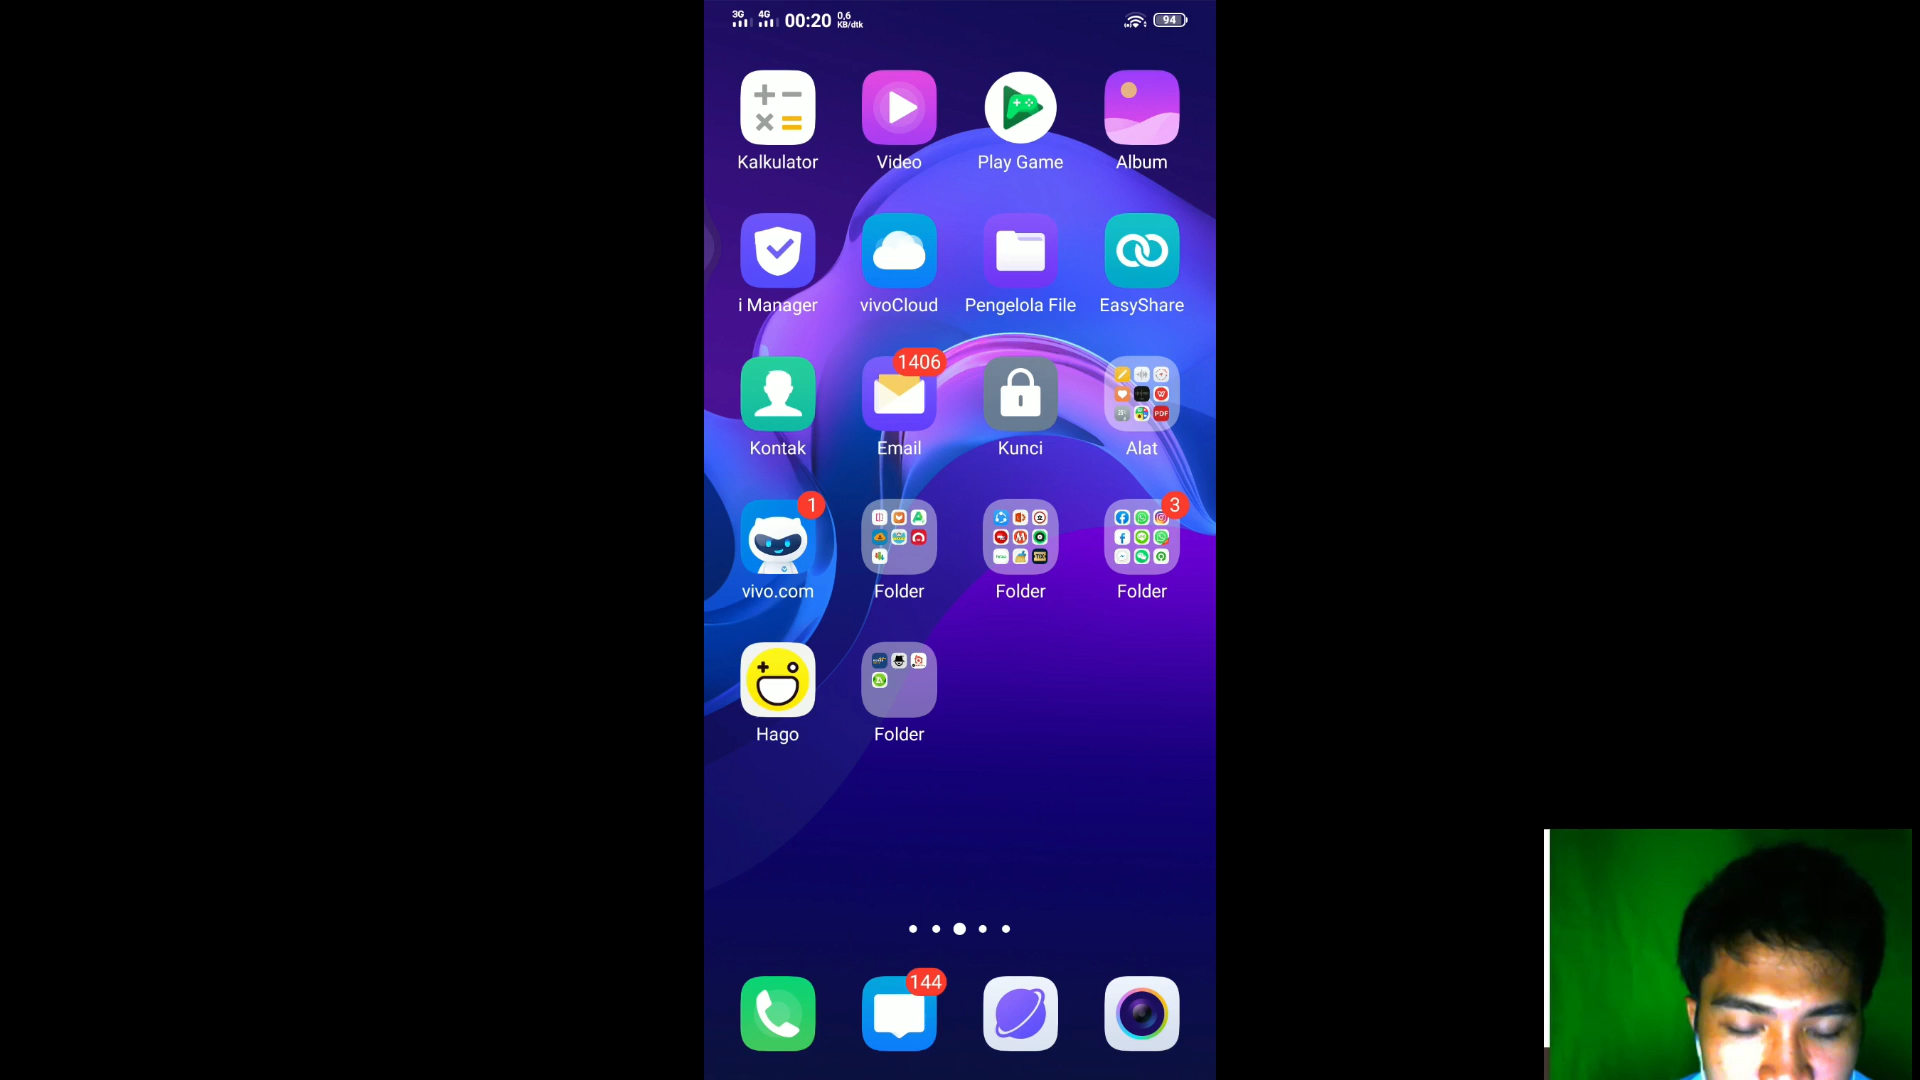 3G 4G 00:20 0,6 KB/dtk 94
Kalkulator Video Play Game Album
i Manager vivoCloud Pengelola File EasyShare
1406
PDF
Kontak Email Kunci Alat
1 3
vivo.com Folder Folder Folder
Hago Folder
144